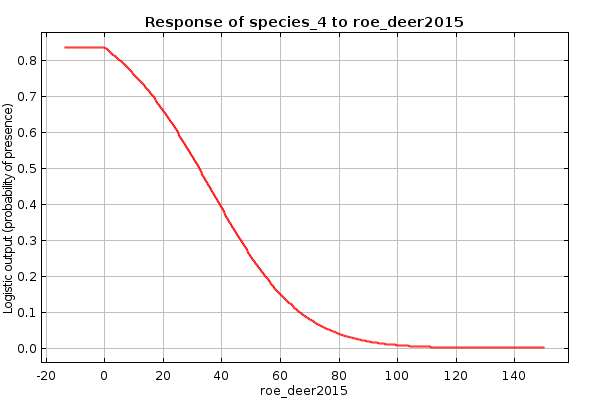 Response of species_4 to roe_deer2015
Logistic output (probability of presence)
0.8
0.7
0.6
0.5
0.4
0.3
0.2
0.1
0.0
-20 0 20 40 60 80 100 120 140
roe_deer2015